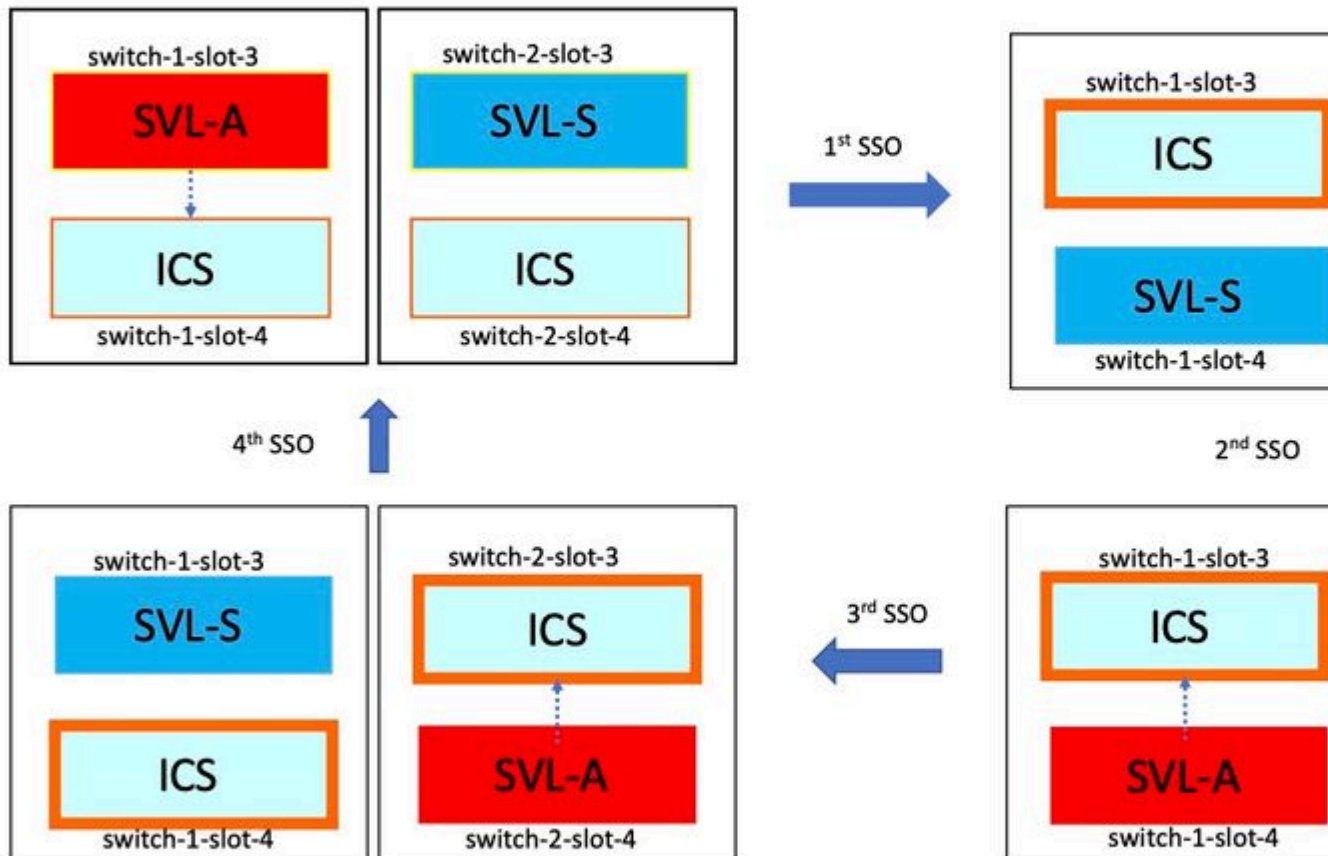 switch-1-slot-3
SVL-A
ICS
switch-1-slot-4
switch-2-slot-3
SVL-S
ICS
switch-2-slot-4
1st SSO
switch-1-slot-3
ICS
SVL-S
switch-1-slot-4
2nd SSO
switch-1-slot-3
ICS
SVL-A
switch-1-slot-4
3rd SSO
switch-2-slot-3
ICS
SVL-A
switch-2-slot-4
switch-1-slot-3
SVL-S
ICS
switch-1-slot-4
4th SSO